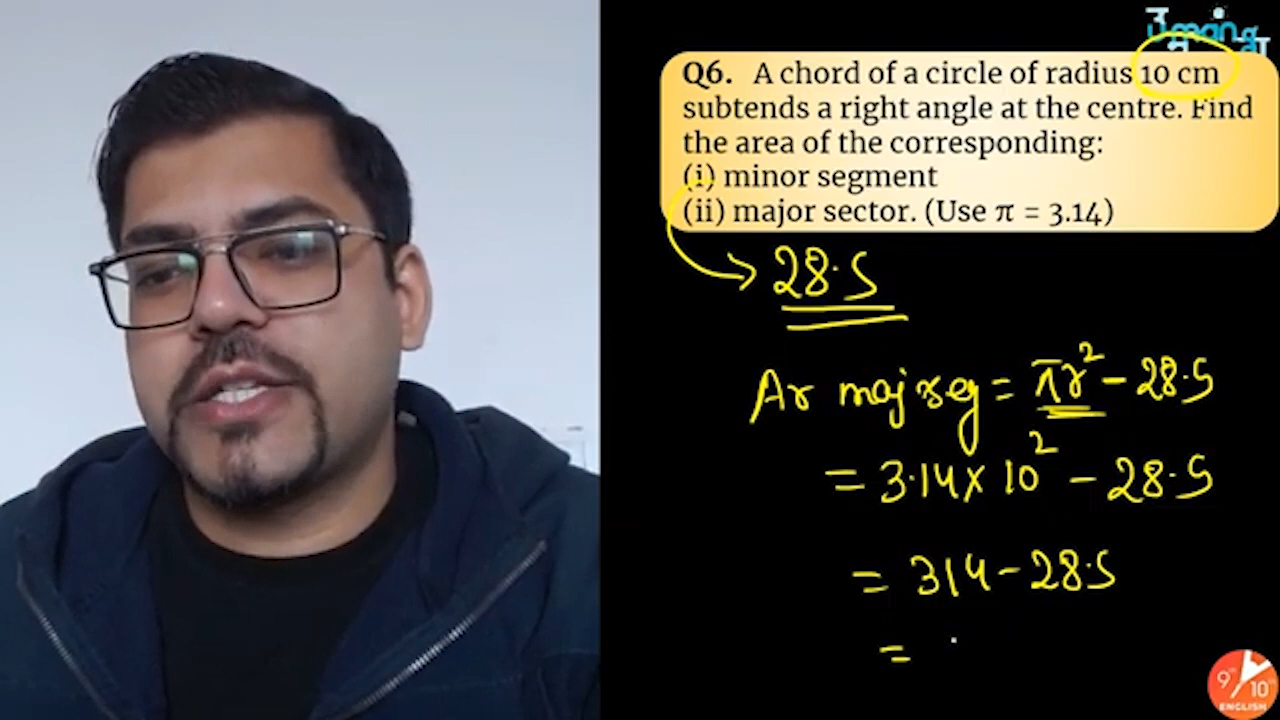 Q6. A chord of a circle of radius 10 cm
subtends a right angle at the centre. Find
the area of the corresponding:
(i) minor segment
(ii) major sector. (Use π = 3.14)
28.5
Ar maj seg = πr² - 28.5
= 3.14 × 10² - 28.5
= 314 - 28.5
=
9th 10th
ENGLISH